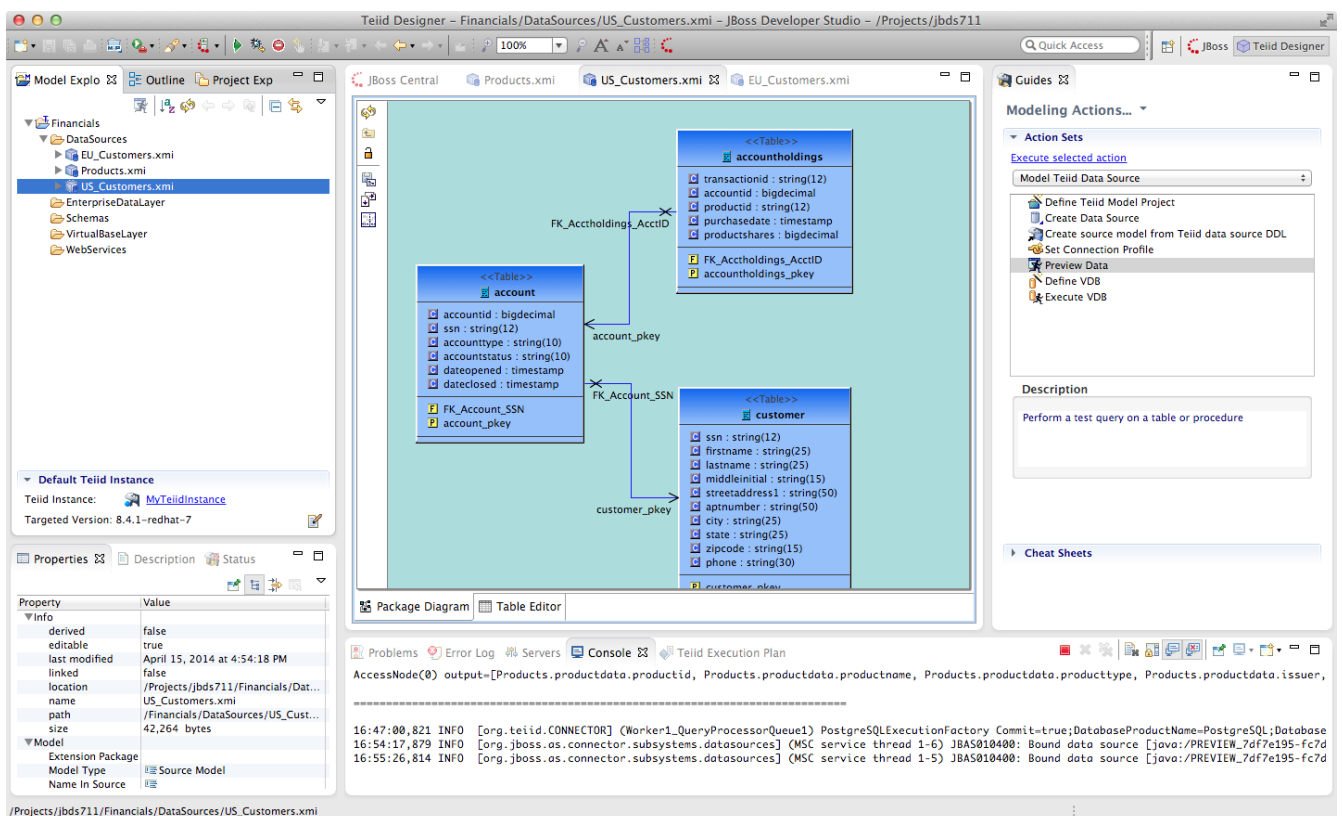 Teiid Designer – Financials/DataSources/US_Customers.xmi – JBoss Developer Studio – /Projects/jbds711
100%
Quick Access
JBoss
Teiid Designer
Model Explo
Outline
Project Exp
Financials
DataSources
EU_Customers.xmi
Products.xmi
US_Customers.xmi
EnterpriseDataLayer
Schemas
VirtualBaseLayer
WebServices
Default Teiid Instance
Teiid Instance: MyTeiidInstance
Targeted Version: 8.4.1-redhat-7
Properties
Description
Status
Property Value
Info
derived false
editable true
last modified April 15, 2014 at 4:54:18 PM
linked false
location /Projects/jbds711/Financials/Dat...
name US_Customers.xmi
path /Financials/DataSources/US_Cust...
size 42,264 bytes
Model
Extension Package
Model Type Source Model
Name In Source
JBoss Central
Products.xmi
US_Customers.xmi
EU_Customers.xmi
<<Table>>
accountholdings
transactionid : string(12)
accountid : bigdecimal
productid : string(12)
purchasedate : timestamp
productshares : bigdecimal
FK_Acctholdings_AcctID
accountholdings_pkey
FK_Acctholdings_AcctID
account_pkey
<<Table>>
account
accountid : bigdecimal
ssn : string(12)
accounttype : string(10)
accountstatus : string(10)
dateopened : timestamp
dateclosed : timestamp
FK_Account_SSN
account_pkey
FK_Account_SSN
customer_pkey
<<Table>>
customer
ssn : string(12)
firstname : string(25)
lastname : string(25)
middleinitial : string(15)
streetaddress1 : string(50)
aptnumber : string(50)
city : string(25)
state : string(25)
zipcode : string(15)
phone : string(30)
customer_pkey
Package Diagram
Table Editor
Guides
Modeling Actions...
Action Sets
Execute selected action
Model Teiid Data Source
Define Teiid Model Project
Create Data Source
Create source model from Teiid data source DDL
Set Connection Profile
Preview Data
Define VDB
Execute VDB
Description
Perform a test query on a table or procedure
Cheat Sheets
Problems
Error Log
Servers
Console
Teiid Execution Plan
AccessNode(0) output=[Products.productdata.productid, Products.productdata.productname, Products.productdata.producttype, Products.productdata.issuer,
======================================================================
16:47:00,821 INFO [org.teiid.CONNECTOR] (Worker1_QueryProcessorQueue1) PostgreSQLExecutionFactory Commit=true;DatabaseProductName=PostgreSQL;Database
16:54:17,879 INFO [org.jboss.as.connector.subsystems.datasources] (MSC service thread 1-6) JBAS010400: Bound data source [java:/PREVIEW_7df7e195-fc7d
16:55:26,814 INFO [org.jboss.as.connector.subsystems.datasources] (MSC service thread 1-5) JBAS010400: Bound data source [java:/PREVIEW_7df7e195-fc7d
/Projects/jbds711/Financials/DataSources/US_Customers.xmi